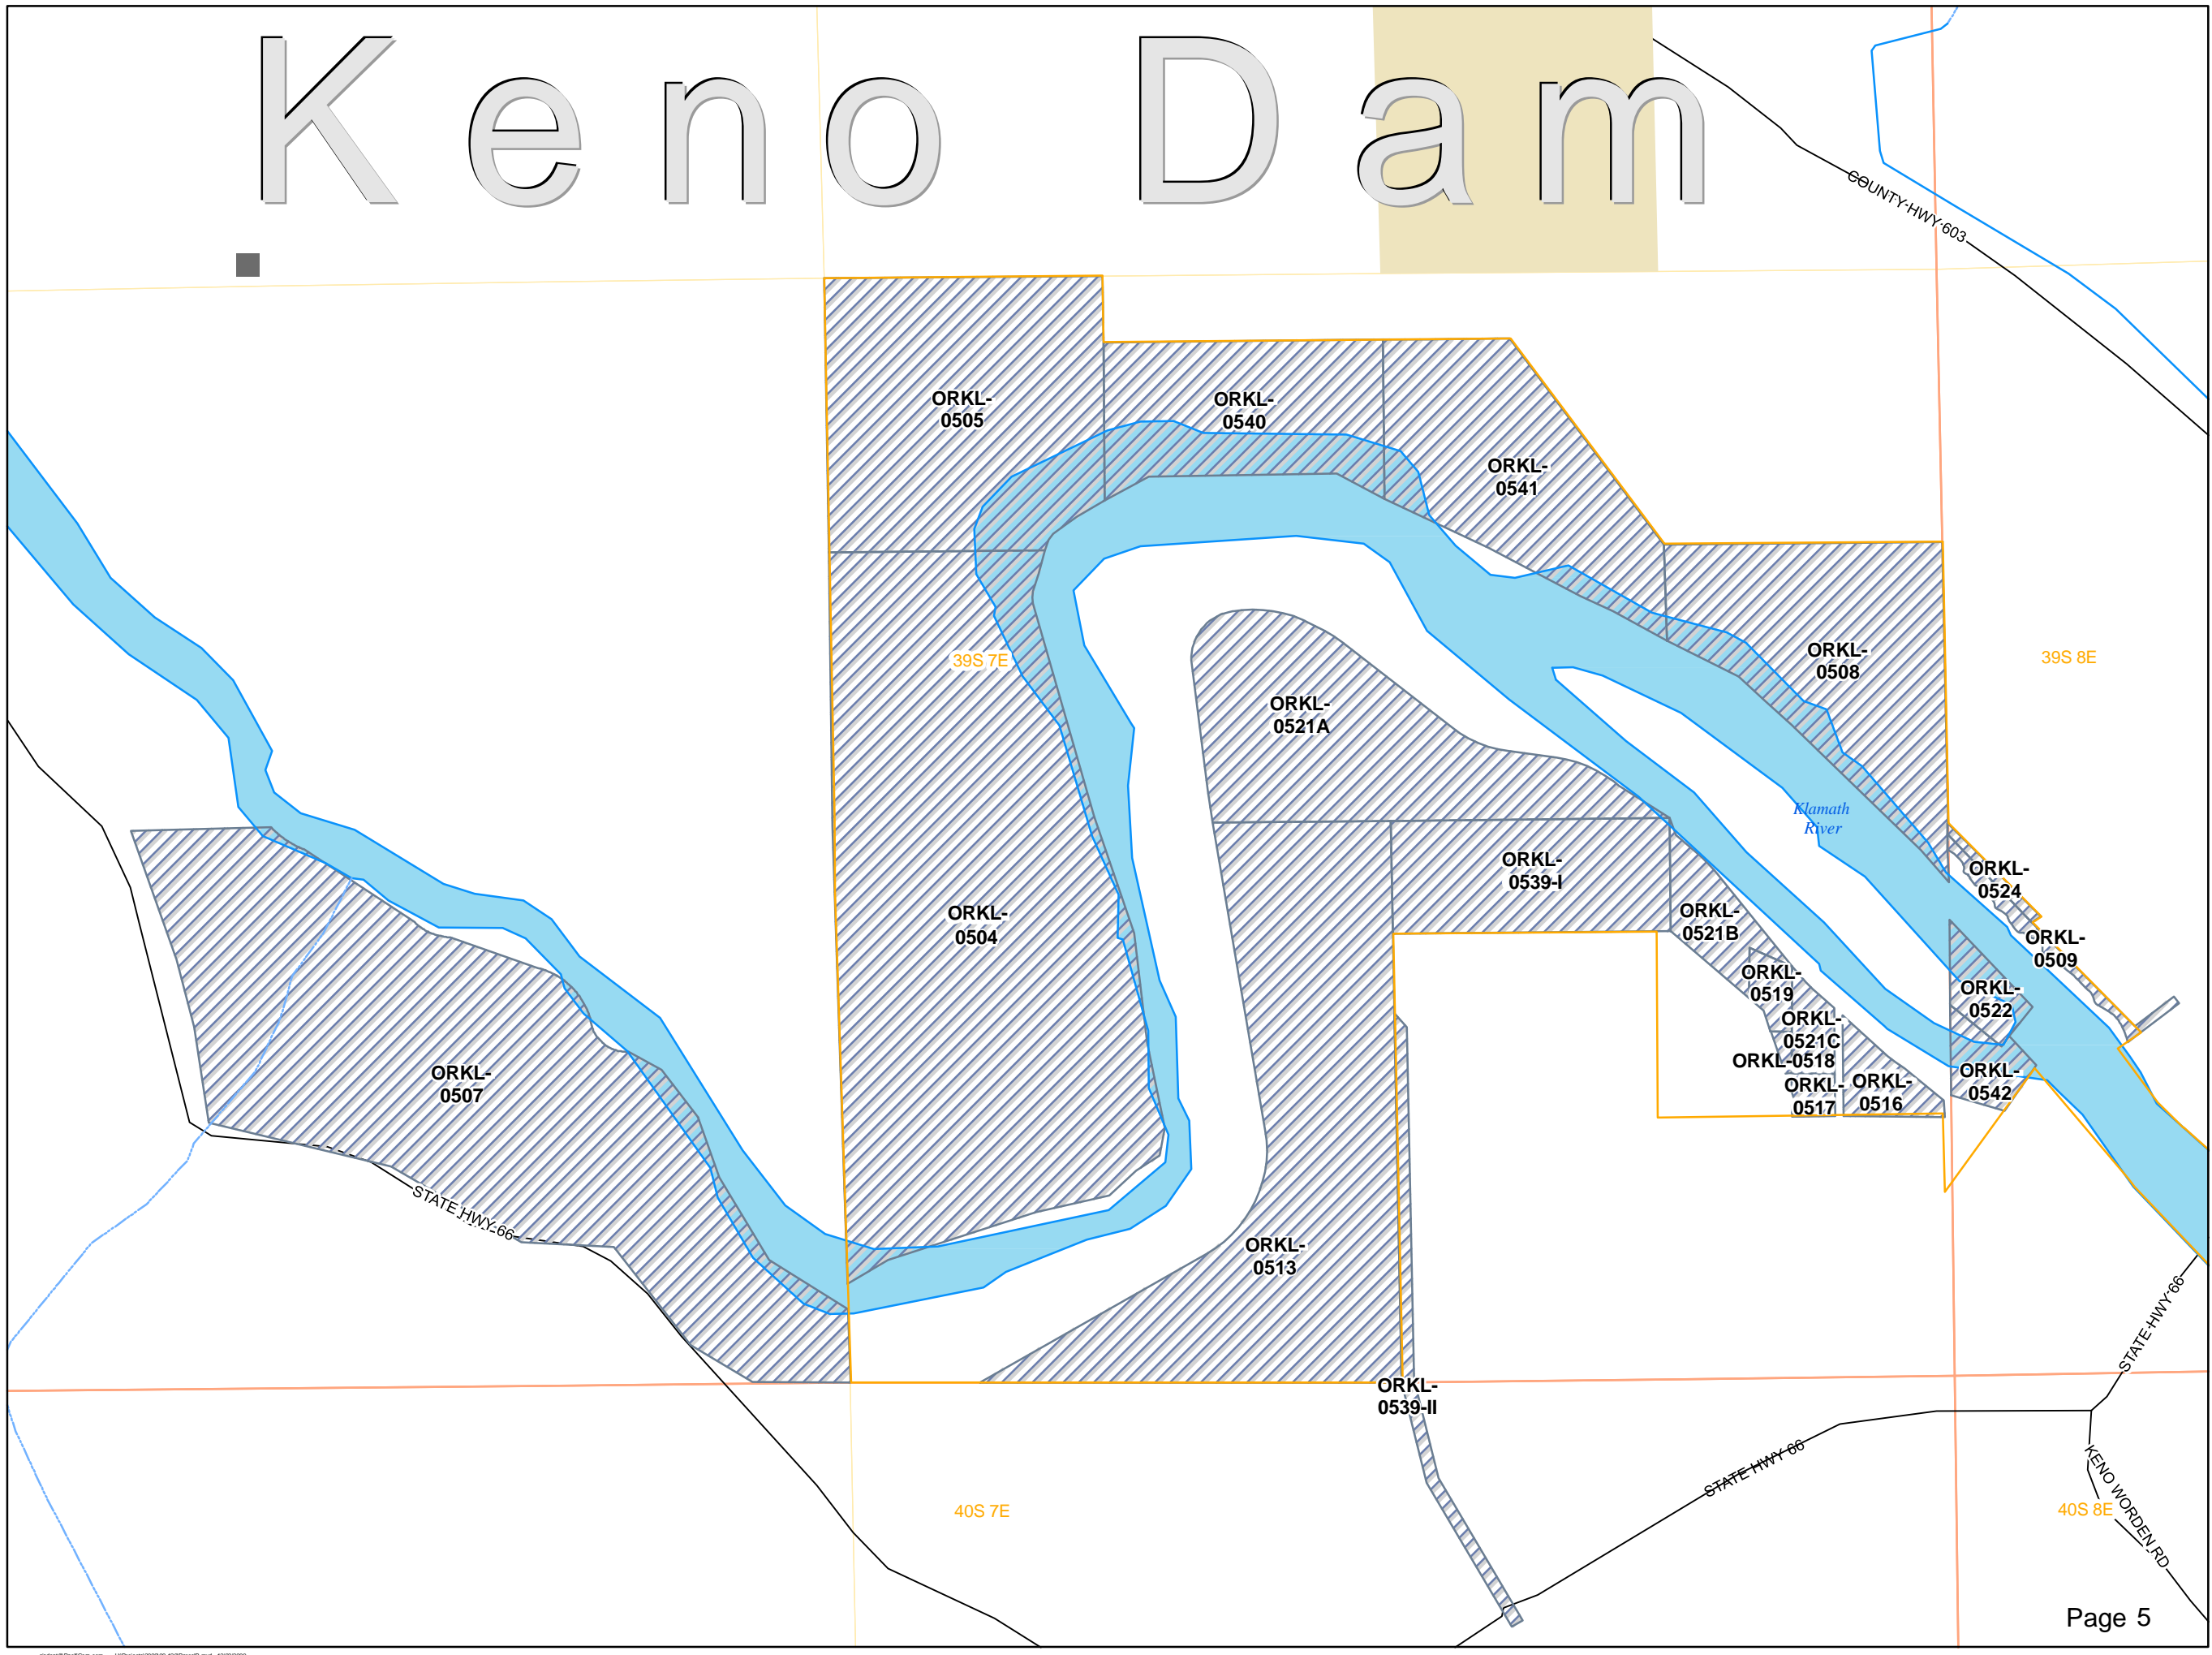 Keno Dam
COUNTY HWY 603
ORKL-
0505
ORKL-
0540
ORKL-
0541
39S 7E
ORKL-
0508
39S 8E
ORKL-
0521A
Klamath
River
ORKL-
0539-I
ORKL-
0524
ORKL-
0504
ORKL-
0521B
ORKL-
0509
ORKL-
0519
ORKL-
0522
ORKL-
0521C
ORKL-0518
ORKL-
0507
ORKL-
0517
ORKL-
0516
ORKL-
0542
STATE HWY 66
ORKL-
0513
STATE HWY 66
ORKL-
0539-II
STATE HWY 66
KENO WORDEN RD
40S 7E
40S 8E
Page 5